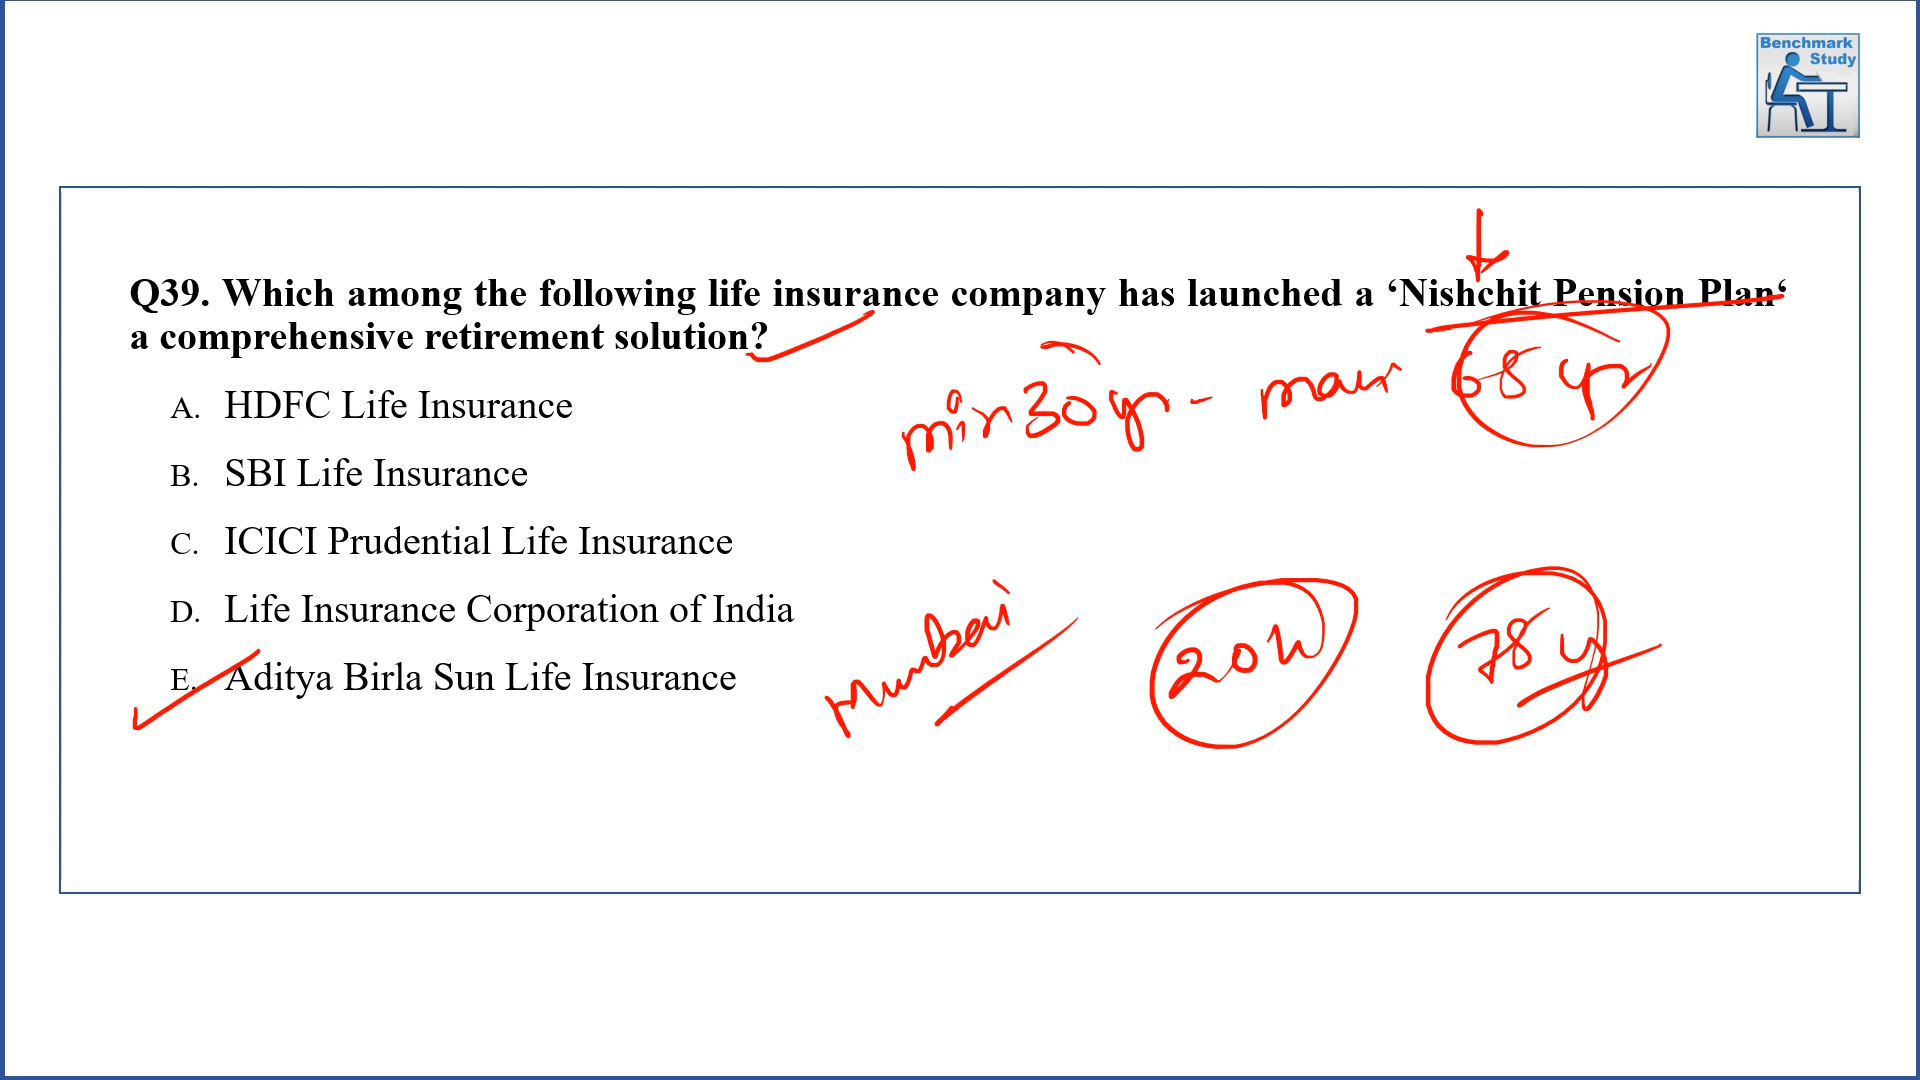 Benchmark
Study
Q39. Which among the following life insurance company has launched a ‘Nishchit Pension Plan‘
a comprehensive retirement solution?
min 30 yr - max 68 yr
A. HDFC Life Insurance
B. SBI Life Insurance
C. ICICI Prudential Life Insurance
D. Life Insurance Corporation of India
E. Aditya Birla Sun Life Insurance
Mumbai
78 y